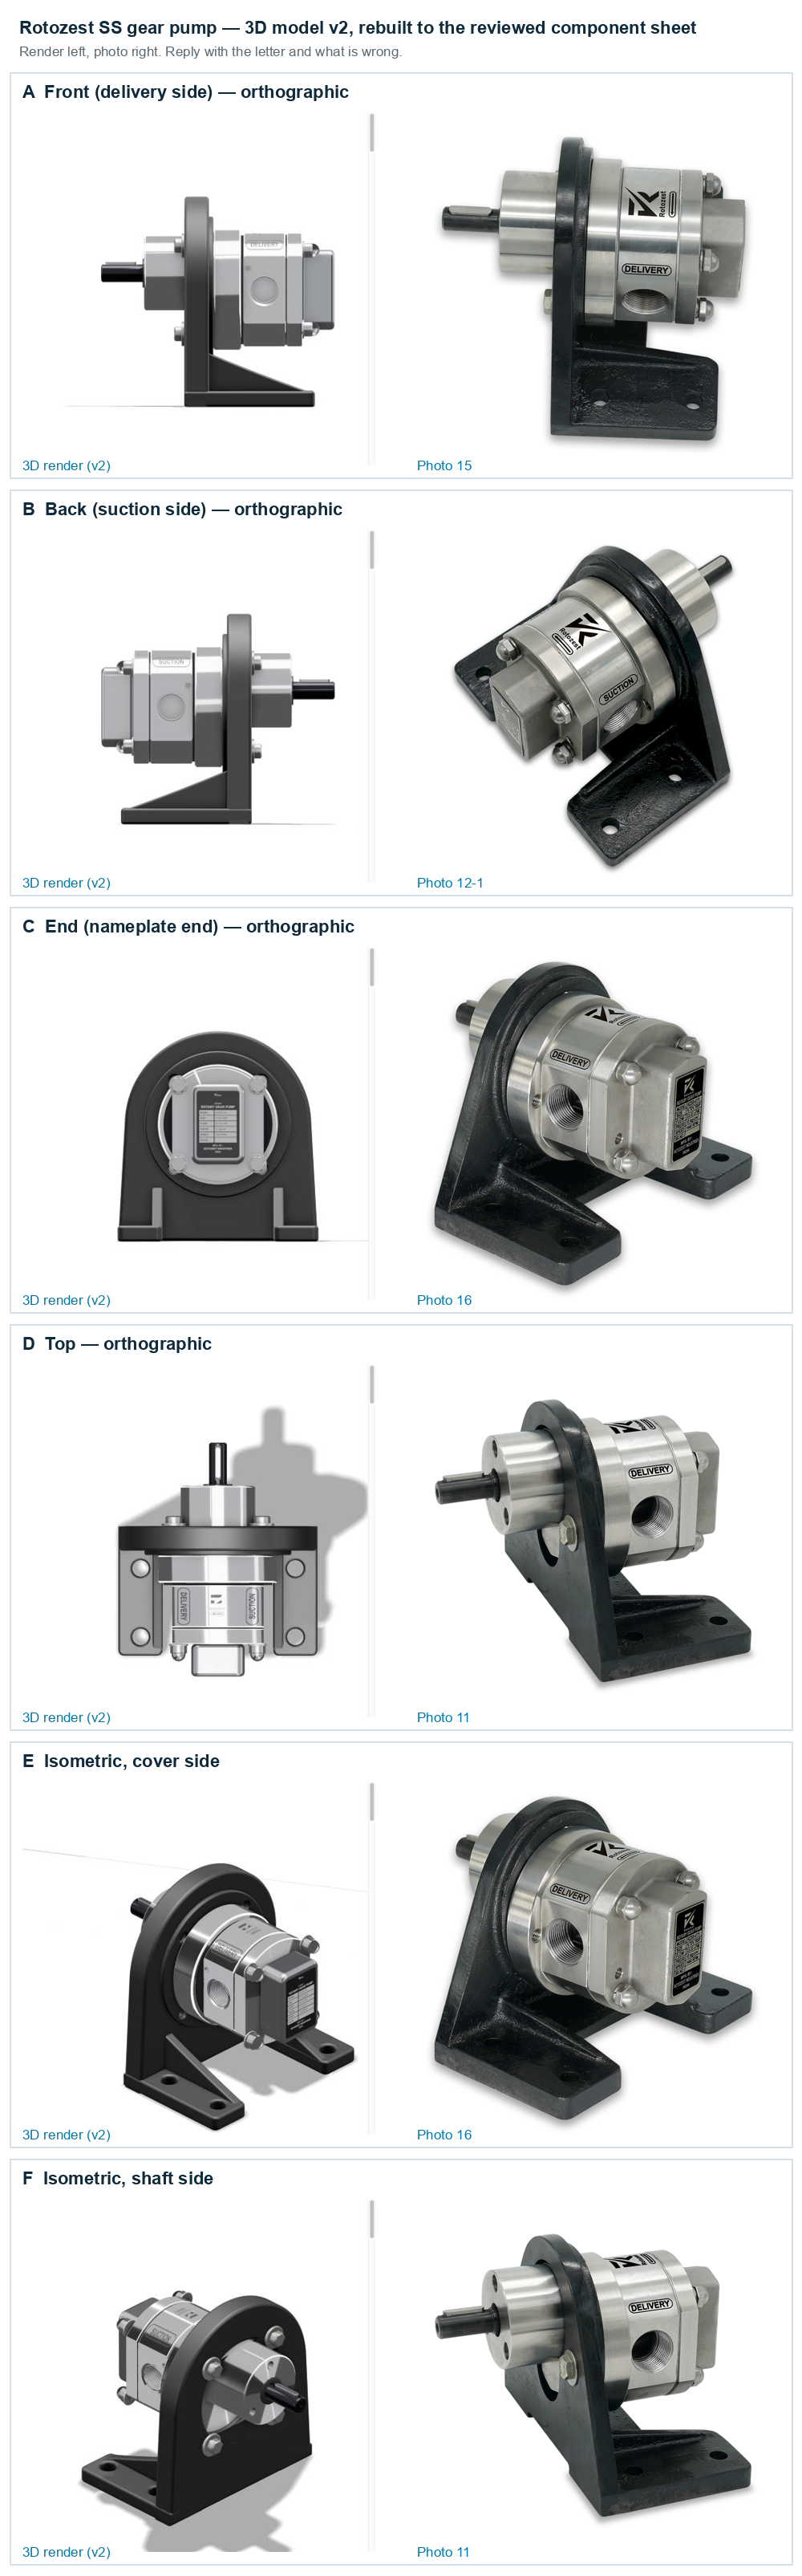 Rotozest SS gear pump — 3D model v2, rebuilt to the reviewed component sheet
Render left, photo right. Reply with the letter and what is wrong.
A Front (delivery side) — orthographic
DELIVERY
Rotozest
DELIVERY
3D render (v2)
Photo 15
B Back (suction side) — orthographic
SUCTION
Rotozest
SUCTION
3D render (v2)
Photo 12-1
C End (nameplate end) — orthographic
ROTARY GEAR PUMP
DELIVERY
3D render (v2)
Photo 16
D Top — orthographic
DELIVERY
SUCTION
DELIVERY
3D render (v2)
Photo 11
E Isometric, cover side
DELIVERY
3D render (v2)
Photo 16
F Isometric, shaft side
SUCTION
DELIVERY
3D render (v2)
Photo 11